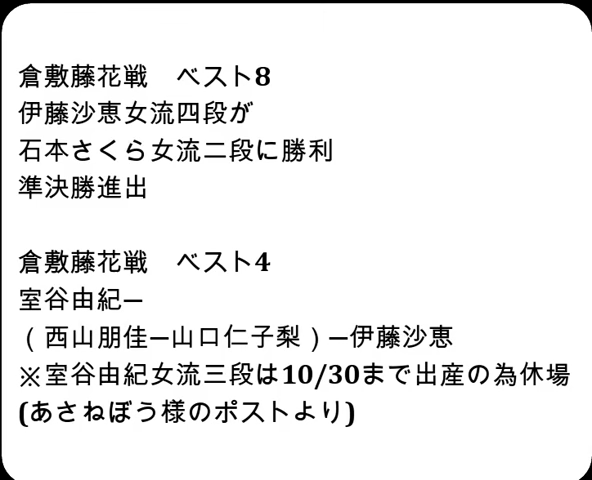 倉敷藤花戦　ベスト8
伊藤沙恵女流四段が
石本さくら女流二段に勝利
準決勝進出
倉敷藤花戦　ベスト4
室谷由紀ー
（西山朋佳ー山口仁子梨）ー伊藤沙恵
※室谷由紀女流三段は10/30まで出産の為休場
(あさねぼう様のポストより)